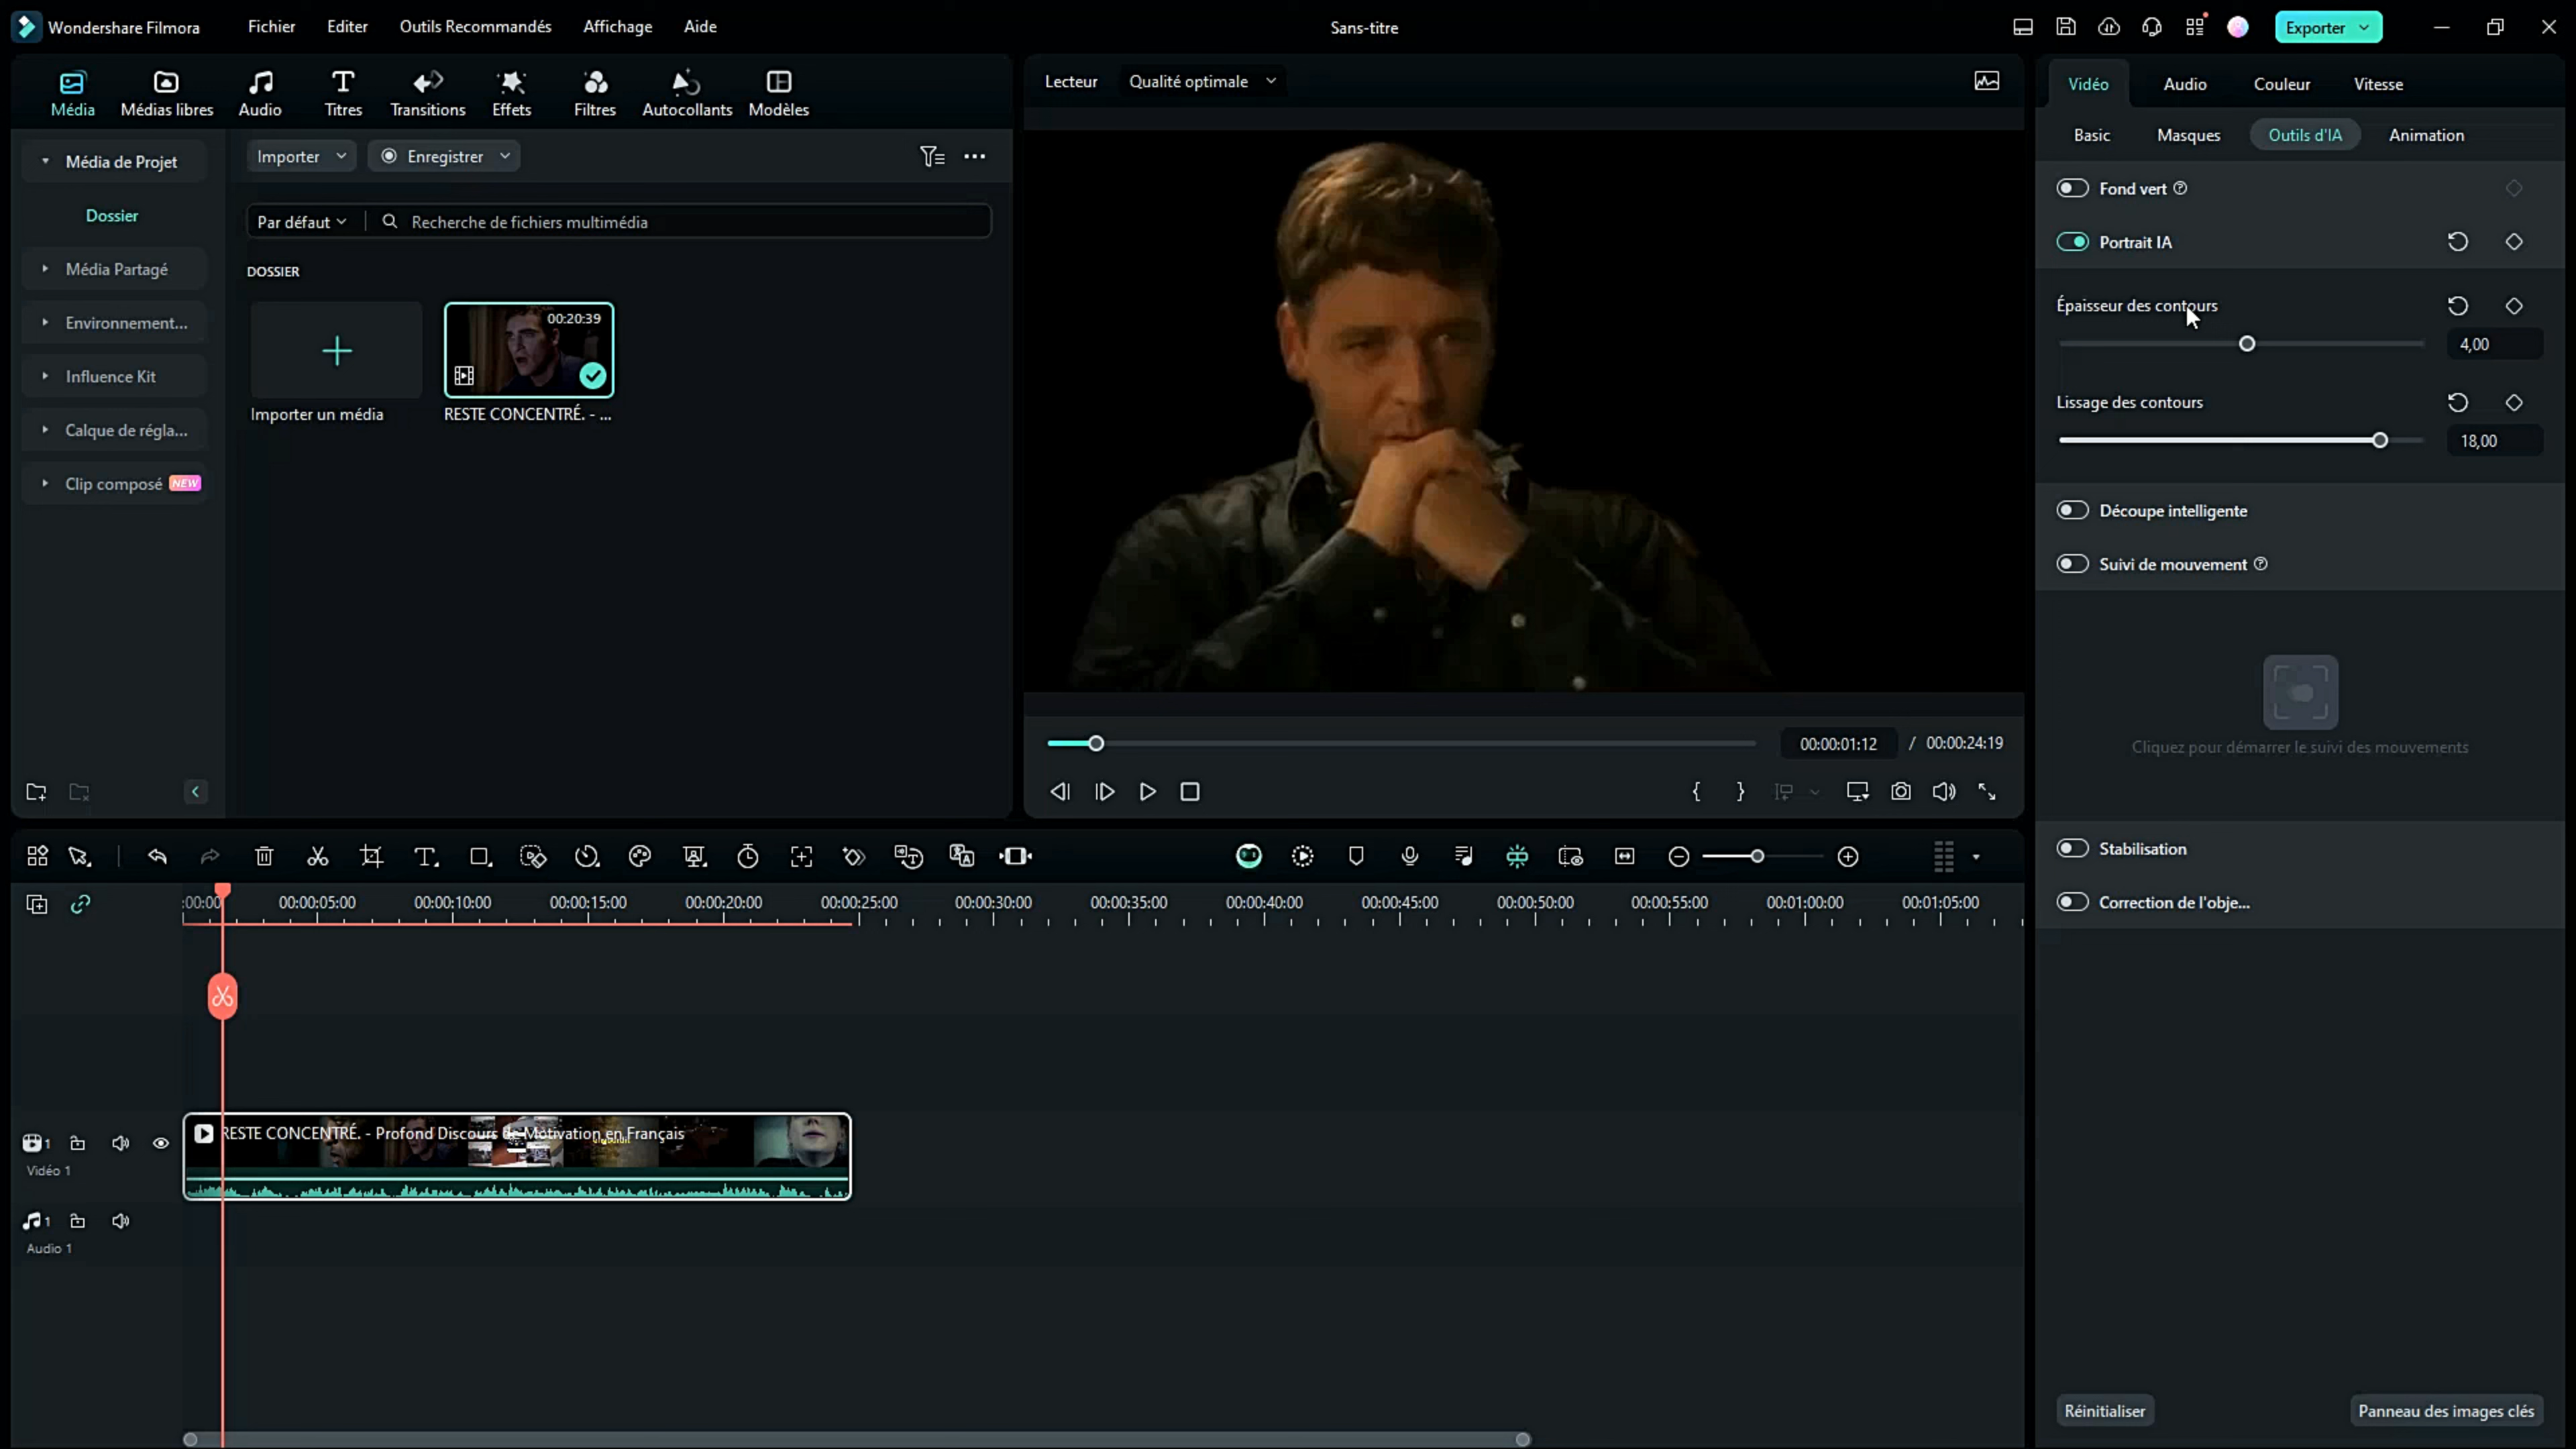 Wondershare Filmora
Fichier
Editer
Outils Recommandés
Affichage
Aide
Sans-titre
Exporter
Média
Médias libres
Audio
Titres
Transitions
Effets
Filtres
Autocollants
Modèles
Média de Projet
Dossier
Média Partagé
Environnement...
Influence Kit
Calque de régla...
Clip composé NEW
Importer
Enregistrer
Par défaut
Recherche de fichiers multimédia
DOSSIER
00:20:39
Importer un média
RESTE CONCENTRÉ. - ...
Lecteur
Qualité optimale
00:00:01:12 / 00:00:24:19
Vidéo
Audio
Couleur
Vitesse
Basic
Masques
Outils d'IA
Animation
Fond vert
Portrait IA
Épaisseur des contours
4,00
Lissage des contours
18,00
Découpe intelligente
Suivi de mouvement
Cliquez pour démarrer le suivi des mouvements
Stabilisation
Correction de l'obje...
Réinitialiser
Panneau des images clés
:00:00
00:00:05:00
00:00:10:00
00:00:15:00
00:00:20:00
00:00:25:00
00:00:30:00
00:00:35:00
00:00:40:00
00:00:45:00
00:00:50:00
00:00:55:00
00:01:00:00
00:01:05:00
RESTE CONCENTRÉ. - Profond Discours de Motivation en Français
1
Vidéo 1
1
Audio 1